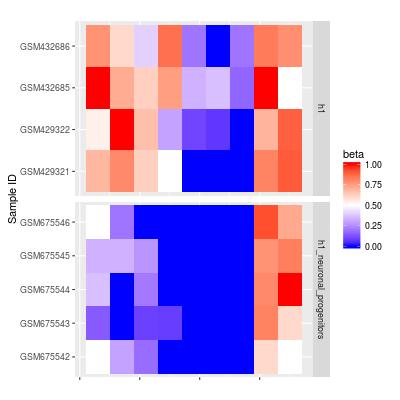 Sample ID
GSM432686
GSM432685
GSM429322
GSM429321
h1
GSM675546
GSM675545
GSM675544
GSM675543
GSM675542
h1_neuronal_progenitors
beta
1.00
0.75
0.50
0.25
0.00